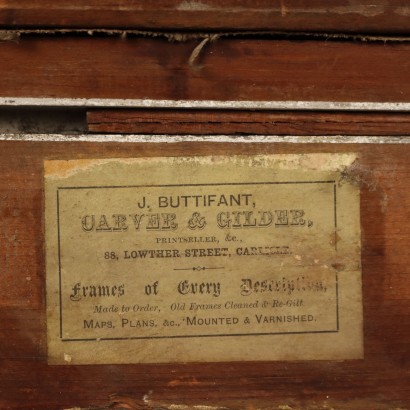 J. BUTTIFANT,
CARVER & GILDER,
PRINTSELLER, &c.,
88, LOWTHER STREET, CARLISLE.
Frames of Every Description,
Made to Order, Old Frames Cleaned & Re-Gilt
MAPS, PLANS, &c., MOUNTED & VARNISHED.